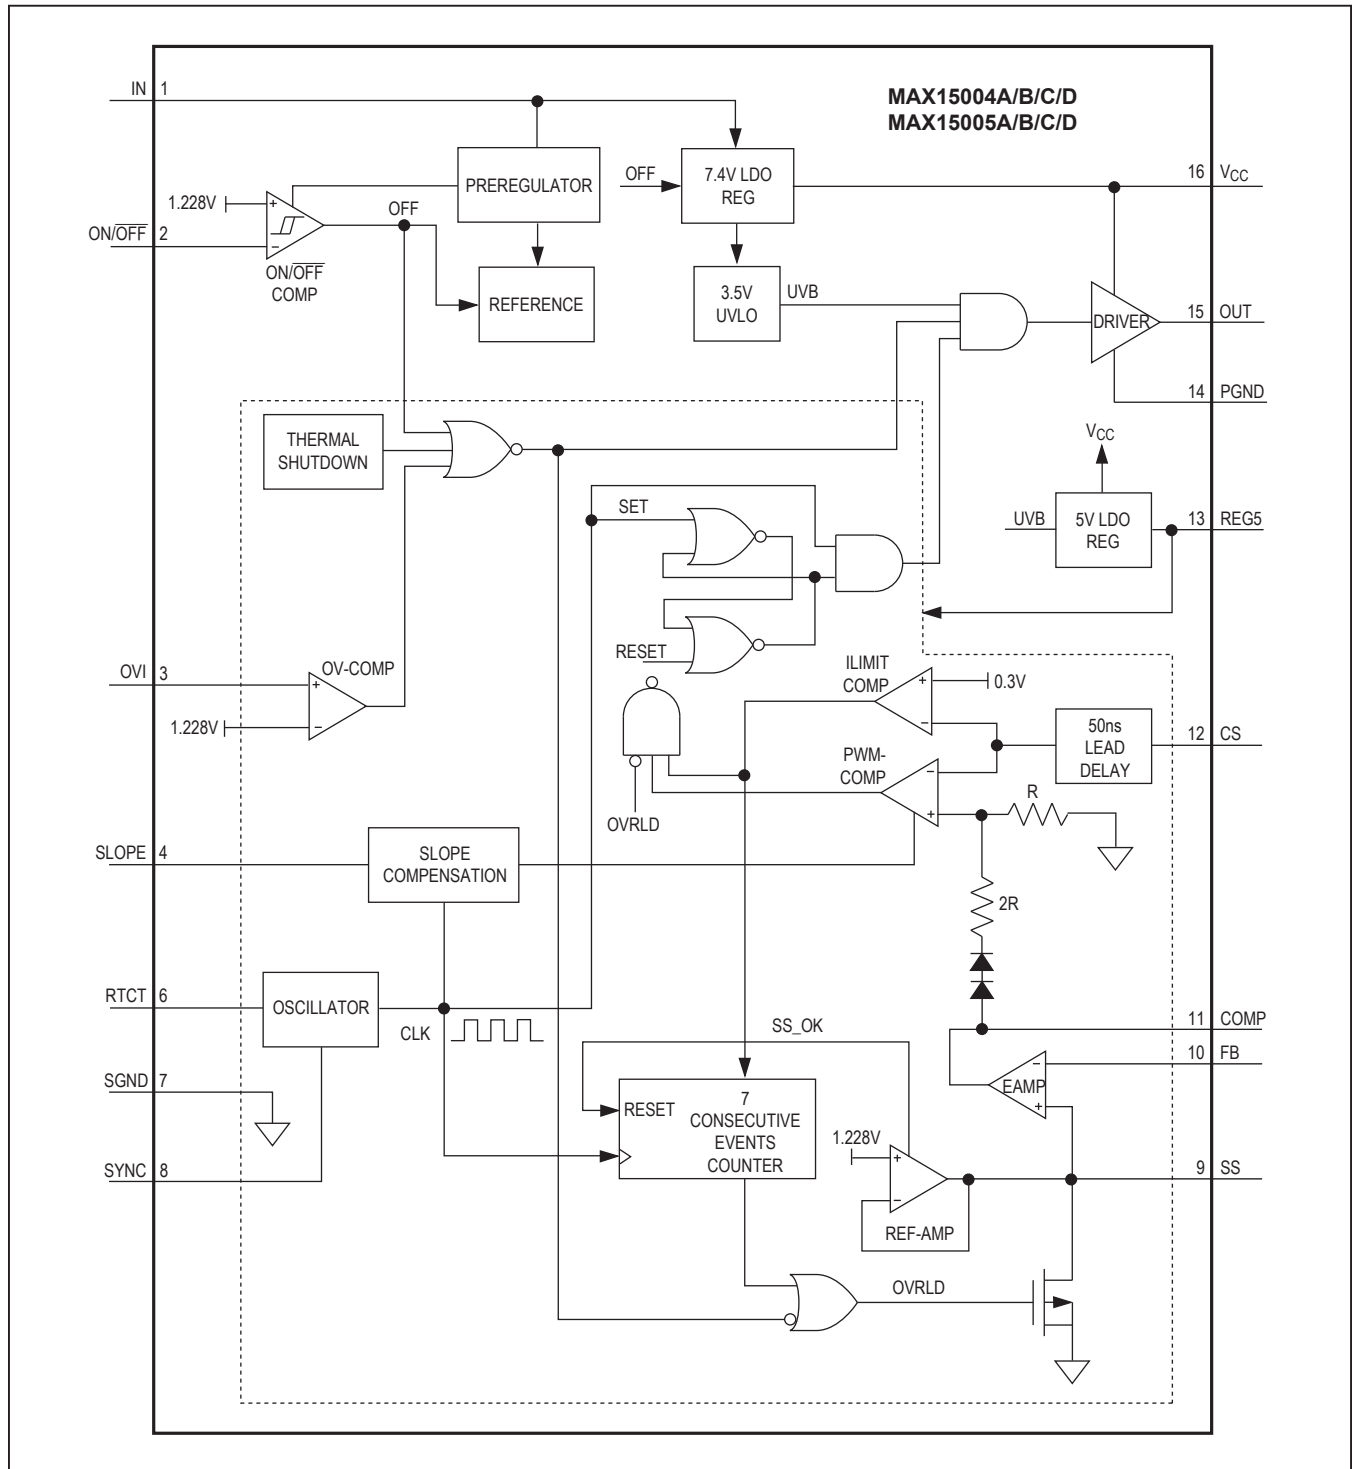 MAX15004A/B/C/D
MAX15005A/B/C/D
IN 1
PREREGULATOR
OFF
7.4V LDO
REG
16 VCC
1.228V
+
−
OFF
ON/OFF 2
ON/OFF
COMP
REFERENCE
3.5V
UVLO
UVB
DRIVER
15 OUT
14 PGND
THERMAL
SHUTDOWN
VCC
SET
UVB
5V LDO
REG
13 REG5
RESET
OVI 3
OV-COMP
+
−
1.228V
ILIMIT
COMP
+
−
0.3V
50ns
LEAD
DELAY
12 CS
PWM-
COMP
−
+
R
OVRLD
SLOPE 4
SLOPE
COMPENSATION
2R
RTCT 6
OSCILLATOR
CLK
SS_OK
11 COMP
10 FB
EAMP
−
+
SGND 7
RESET
7
CONSECUTIVE
EVENTS
COUNTER
1.228V
+
−
REF-AMP
SYNC 8
9 SS
OVRLD